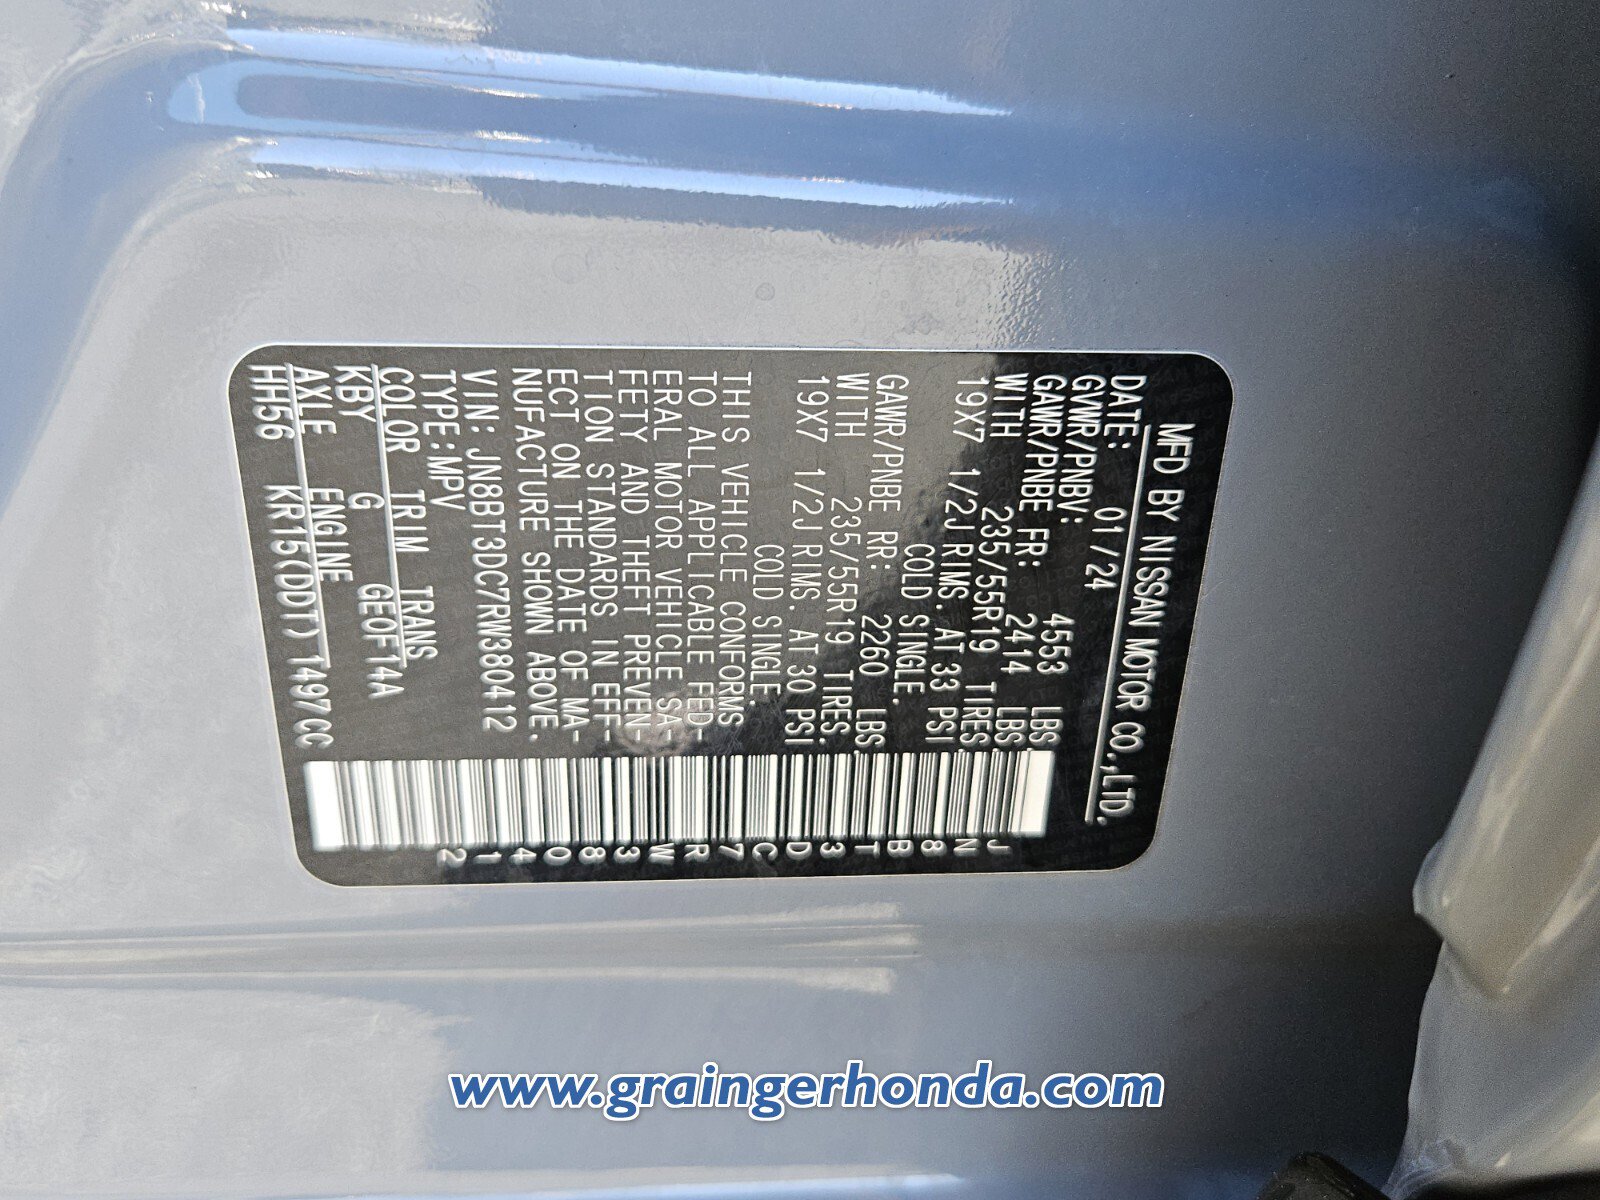 MFD BY NISSAN MOTOR CO.,LTD.
DATE: 01/24
GVWR/PNBV: 4553 LBS
GAWR/PNBE FR: 2414 LBS
WITH 235/55R19 TIRES,
19X7 1/2J RIMS. AT 33 PSI
COLD SINGLE.
GAWR/PNBE RR: 2260 LBS
WITH 235/55R19 TIRES,
19X7 1/2J RIMS. AT 30 PSI
COLD SINGLE.
THIS VEHICLE CONFORMS
TO ALL APPLICABLE FED-
ERAL MOTOR VEHICLE SA-
FETY AND THEFT PREVEN-
TION STANDARDS IN EFF-
ECT ON THE DATE OF MA-
NUFACTURE SHOWN ABOVE.
VIN: JN8BT3DC7RW380412
TYPE:MPV
COLOR TRIM TRANS
KBY G GEOF14A
AXLE ENGINE
HH56 KR15(DDT) 1497CC
JN8BT3DC7RW380412
www.graingerhonda.com